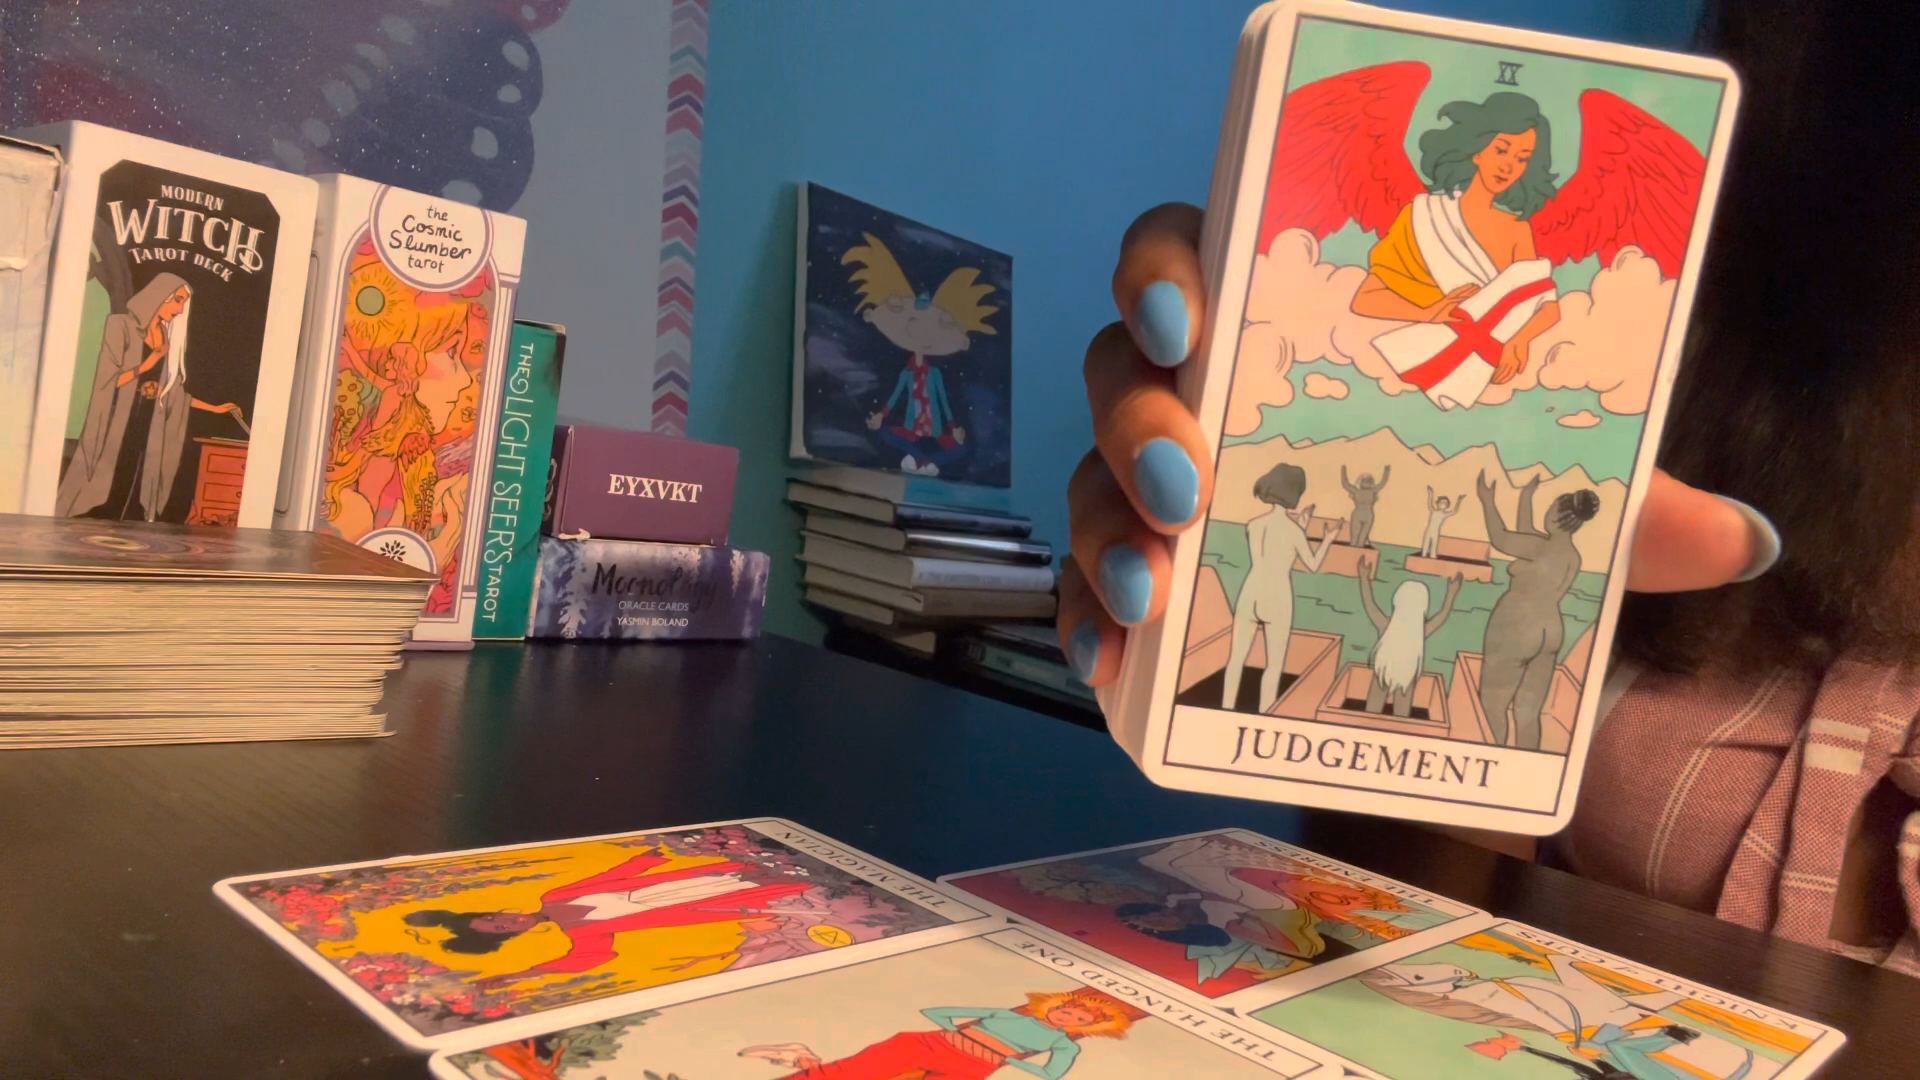 MODERN
WITCH
TAROT DECK
the
Cosmic
Slumber
tarot
THE LIGHT SEER'S TAROT
EYXVKT
Moonology
ORACLE CARDS
YASMIN BOLAND
XX
JUDGEMENT
I
THE MAGICIAN
THE EMPRESS
THE HANGED ONE
KNIGHT of CUPS